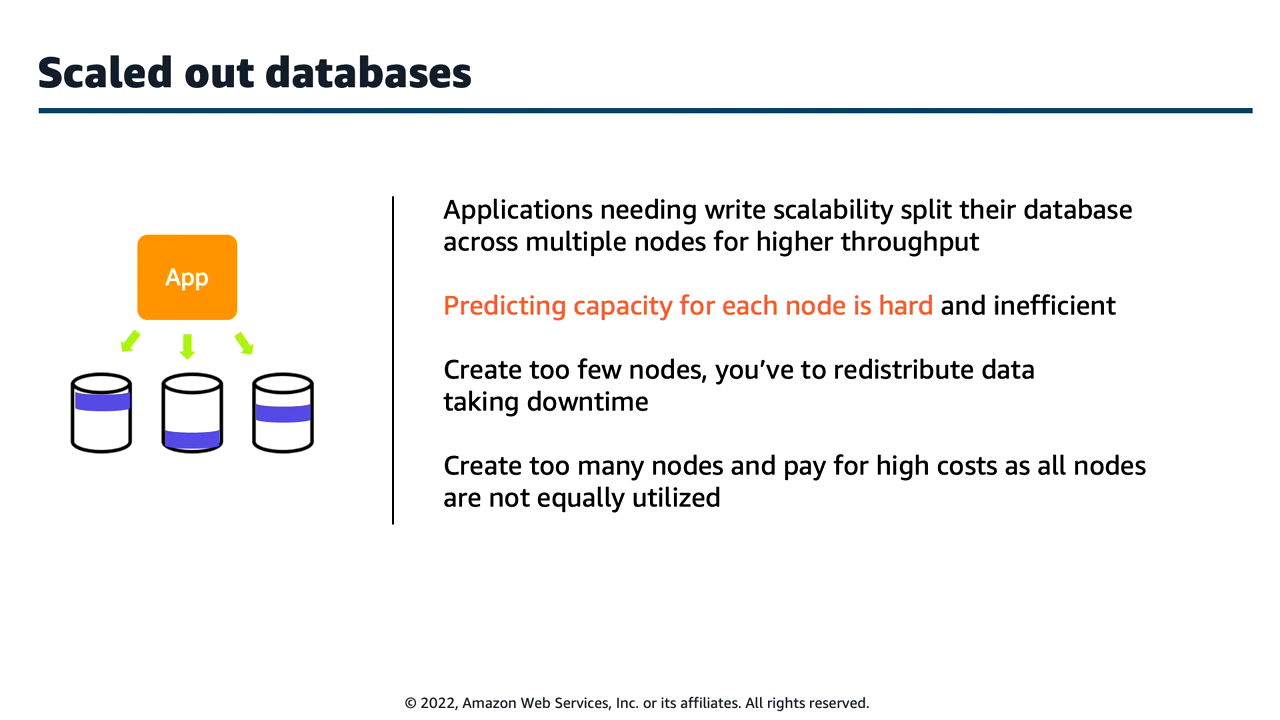 Scaled out databases
App
Applications needing write scalability split their database
across multiple nodes for higher throughput
Predicting capacity for each node is hard and inefficient
Create too few nodes, you’ve to redistribute data
taking downtime
Create too many nodes and pay for high costs as all nodes
are not equally utilized
© 2022, Amazon Web Services, Inc. or its affiliates. All rights reserved.